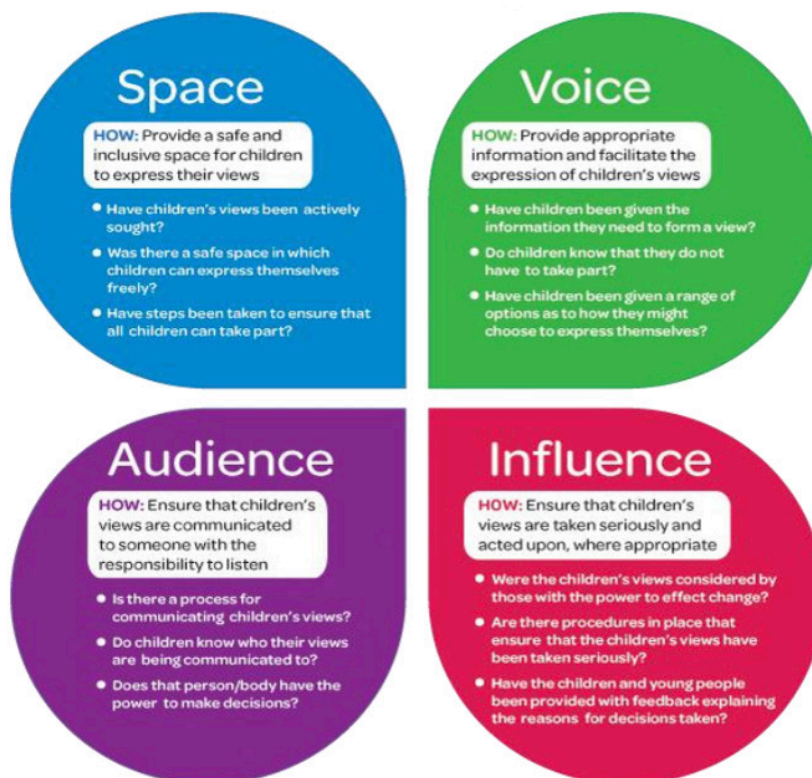 Space
HOW: Provide a safe and
inclusive space for children
to express their views
• Have children's views been actively
sought?
• Was there a safe space in which
children can express themselves
freely?
• Have steps been taken to ensure that
all children can take part?
Voice
HOW: Provide appropriate
information and facilitate the
expression of children's views
• Have children been given the
information they need to form a view?
• Do children know that they do not
have to take part?
• Have children been given a range of
options as to how they might
choose to express themselves?
Audience
HOW: Ensure that children's
views are communicated
to someone with the
responsibility to listen
• Is there a process for
communicating children's views?
• Do children know who their views
are being communicated to?
• Does that person/body have the
power to make decisions?
Influence
HOW: Ensure that children's
views are taken seriously and
acted upon, where appropriate
• Were the children's views considered by
those with the power to effect change?
• Are there procedures in place that
ensure that the children's views have
been taken seriously?
• Have the children and young people
been provided with feedback explaining
the reasons for decisions taken?